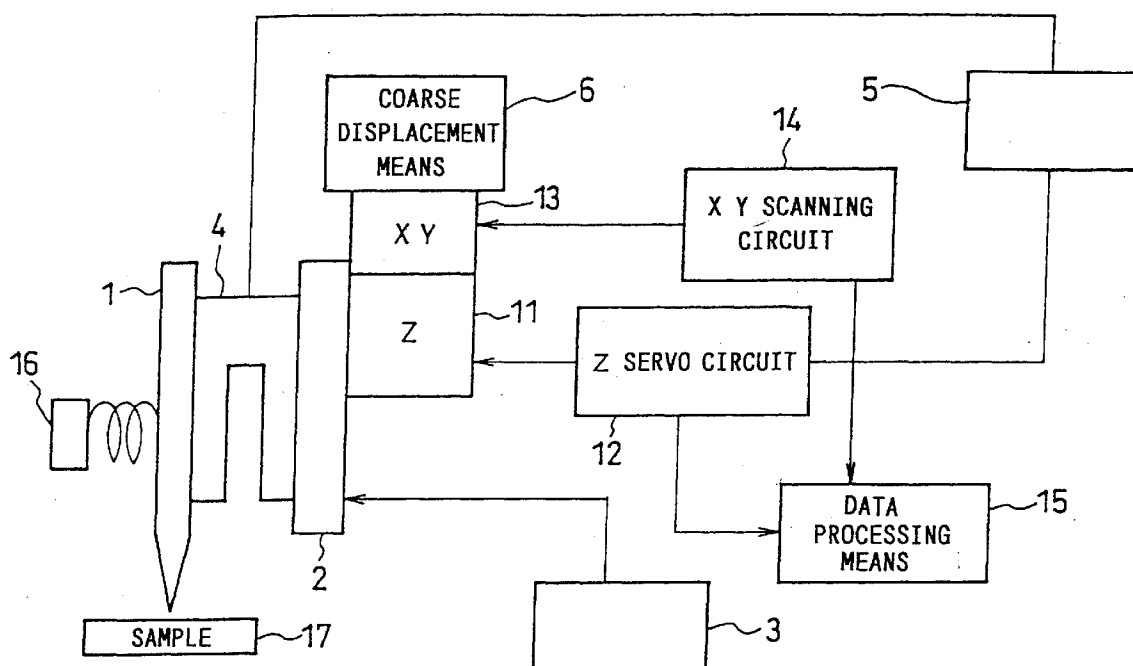 COARSE
DISPLACEMENT
MEANS
6
5
14
13
X Y
X Y SCANNING
CIRCUIT
4
1
11
Z
Z SERVO CIRCUIT
16
12
DATA
PROCESSING
MEANS
15
2
3
SAMPLE
17